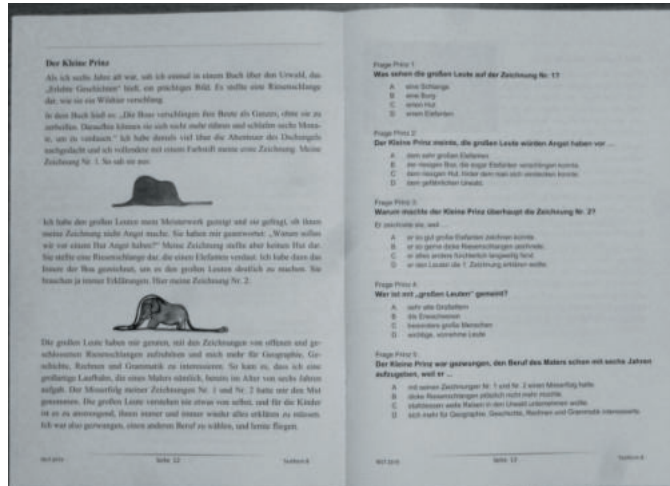 Der Kleine Prinz
Als ich sechs Jahre alt war, sah ich einmal in einem Buch über den Urwald, das
„Erlebte Geschichten“ hieß, ein prächtiges Bild. Es stellte eine Riesenschlange
dar, wie sie ein Wildtier verschlang.
In dem Buch hieß es: „Die Boas verschlingen ihre Beute als Ganzes, ohne sie zu
zerbeißen. Daraufhin können sie sich nicht mehr rühren und schlafen sechs Mona-
te, um zu verdauen.“ Ich habe damals viel über die Abenteuer des Dschungels
nachgedacht und ich vollendete mit einem Farbstift meine erste Zeichnung. Meine
Zeichnung Nr. 1. So sah sie aus:
Ich habe den großen Leuten mein Meisterwerk gezeigt und sie gefragt, ob ihnen
meine Zeichnung nicht Angst mache. Sie haben mir geantwortet: „Warum sollen
wir vor einem Hut Angst haben?“ Meine Zeichnung stellte aber keinen Hut dar.
Sie stellte eine Riesenschlange dar, die einen Elefanten verdaut. Ich habe dann das
Innere der Boa gezeichnet, um es den großen Leuten deutlich zu machen. Sie
brauchen ja immer Erklärungen. Hier meine Zeichnung Nr. 2:
Die großen Leute haben mir geraten, mit den Zeichnungen von offenen und ge-
schlossenen Riesenschlangen aufzuhören und mich mehr für Geographie, Ge-
schichte, Rechnen und Grammatik zu interessieren. So kam es, dass ich eine
großartige Laufbahn, die eines Malers nämlich, bereits im Alter von sechs Jahren
aufgab. Der Misserfolg meiner Zeichnungen Nr. 1 und Nr. 2 hatte mir den Mut
genommen. Die großen Leute verstehen nie etwas von selbst, und für die Kinder
ist es zu anstrengend, ihnen immer und immer wieder alles erklären zu müssen.
Ich war also gezwungen, einen anderen Beruf zu wählen, und lernte fliegen.
Seite 12
Testform B
Frage Prinz 1:
Was sehen die großen Leute auf der Zeichnung Nr. 1?
A eine Schlange
B eine Burg
C einen Hut
D einen Elefanten
Frage Prinz 2:
Der Kleine Prinz meinte, die großen Leute würden Angst haben vor ...
A dem sehr großen Elefanten.
B der riesigen Boa, die sogar Elefanten verschlingen konnte.
C dem riesigen Hut, hinter dem man sich verstecken konnte.
D dem gefährlichen Urwald.
Frage Prinz 3:
Warum machte der Kleine Prinz überhaupt die Zeichnung Nr. 2?
Er zeichnete sie, weil ...
A er so gut große Elefanten zeichnen konnte.
B er so gerne dicke Riesenschlangen zeichnete.
C er alles andere fürchterlich langweilig fand.
D er den Leuten die 1. Zeichnung erklären wollte.
Frage Prinz 4:
Wer ist mit „großen Leuten“ gemeint?
A sehr alte Großeltern
B die Erwachsenen
C besonders große Menschen
D wichtige, vornehme Leute
Frage Prinz 5:
Der Kleine Prinz war gezwungen, den Beruf des Malers schon mit sechs Jahren
aufzugeben, weil er ...
A mit seinen Zeichnungen Nr. 1 und Nr. 2 einen Misserfolg hatte.
B dicke Riesenschlangen plötzlich nicht mehr mochte.
C stattdessen weite Reisen in den Urwald unternehmen wollte.
D sich mehr für Geographie, Geschichte, Rechnen und Grammatik interessierte.
Seite 13
Testform B